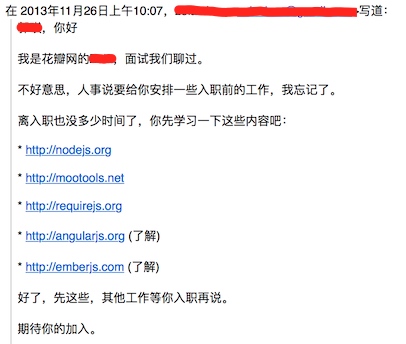 在 2013年11月26日上午10:07，写道：
，你好
我是花瓣网的，面试我们聊过。
不好意思，人事说要给你安排一些入职前的工作，我忘记了。
离入职也没多少时间了，你先学习一下这些内容吧：
* http://nodejs.org
* http://mootools.net
* http://requirejs.org
* http://angularjs.org (了解)
* http://emberjs.com (了解)
好了，先这些，其他工作等你入职再说。
期待你的加入。